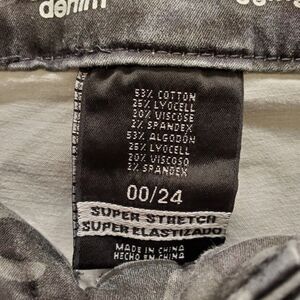 denim
53% COTTON
25% LYOCELL
20% VISCOSE
2% SPANDEX
53% ALGODÓN
25% LYOCELL
20% VISCOSO
2% SPANDEX
00/24
SUPER STRETCH
SUPER ELASTIZADO
MADE IN CHINA
HECHO EN CHINA